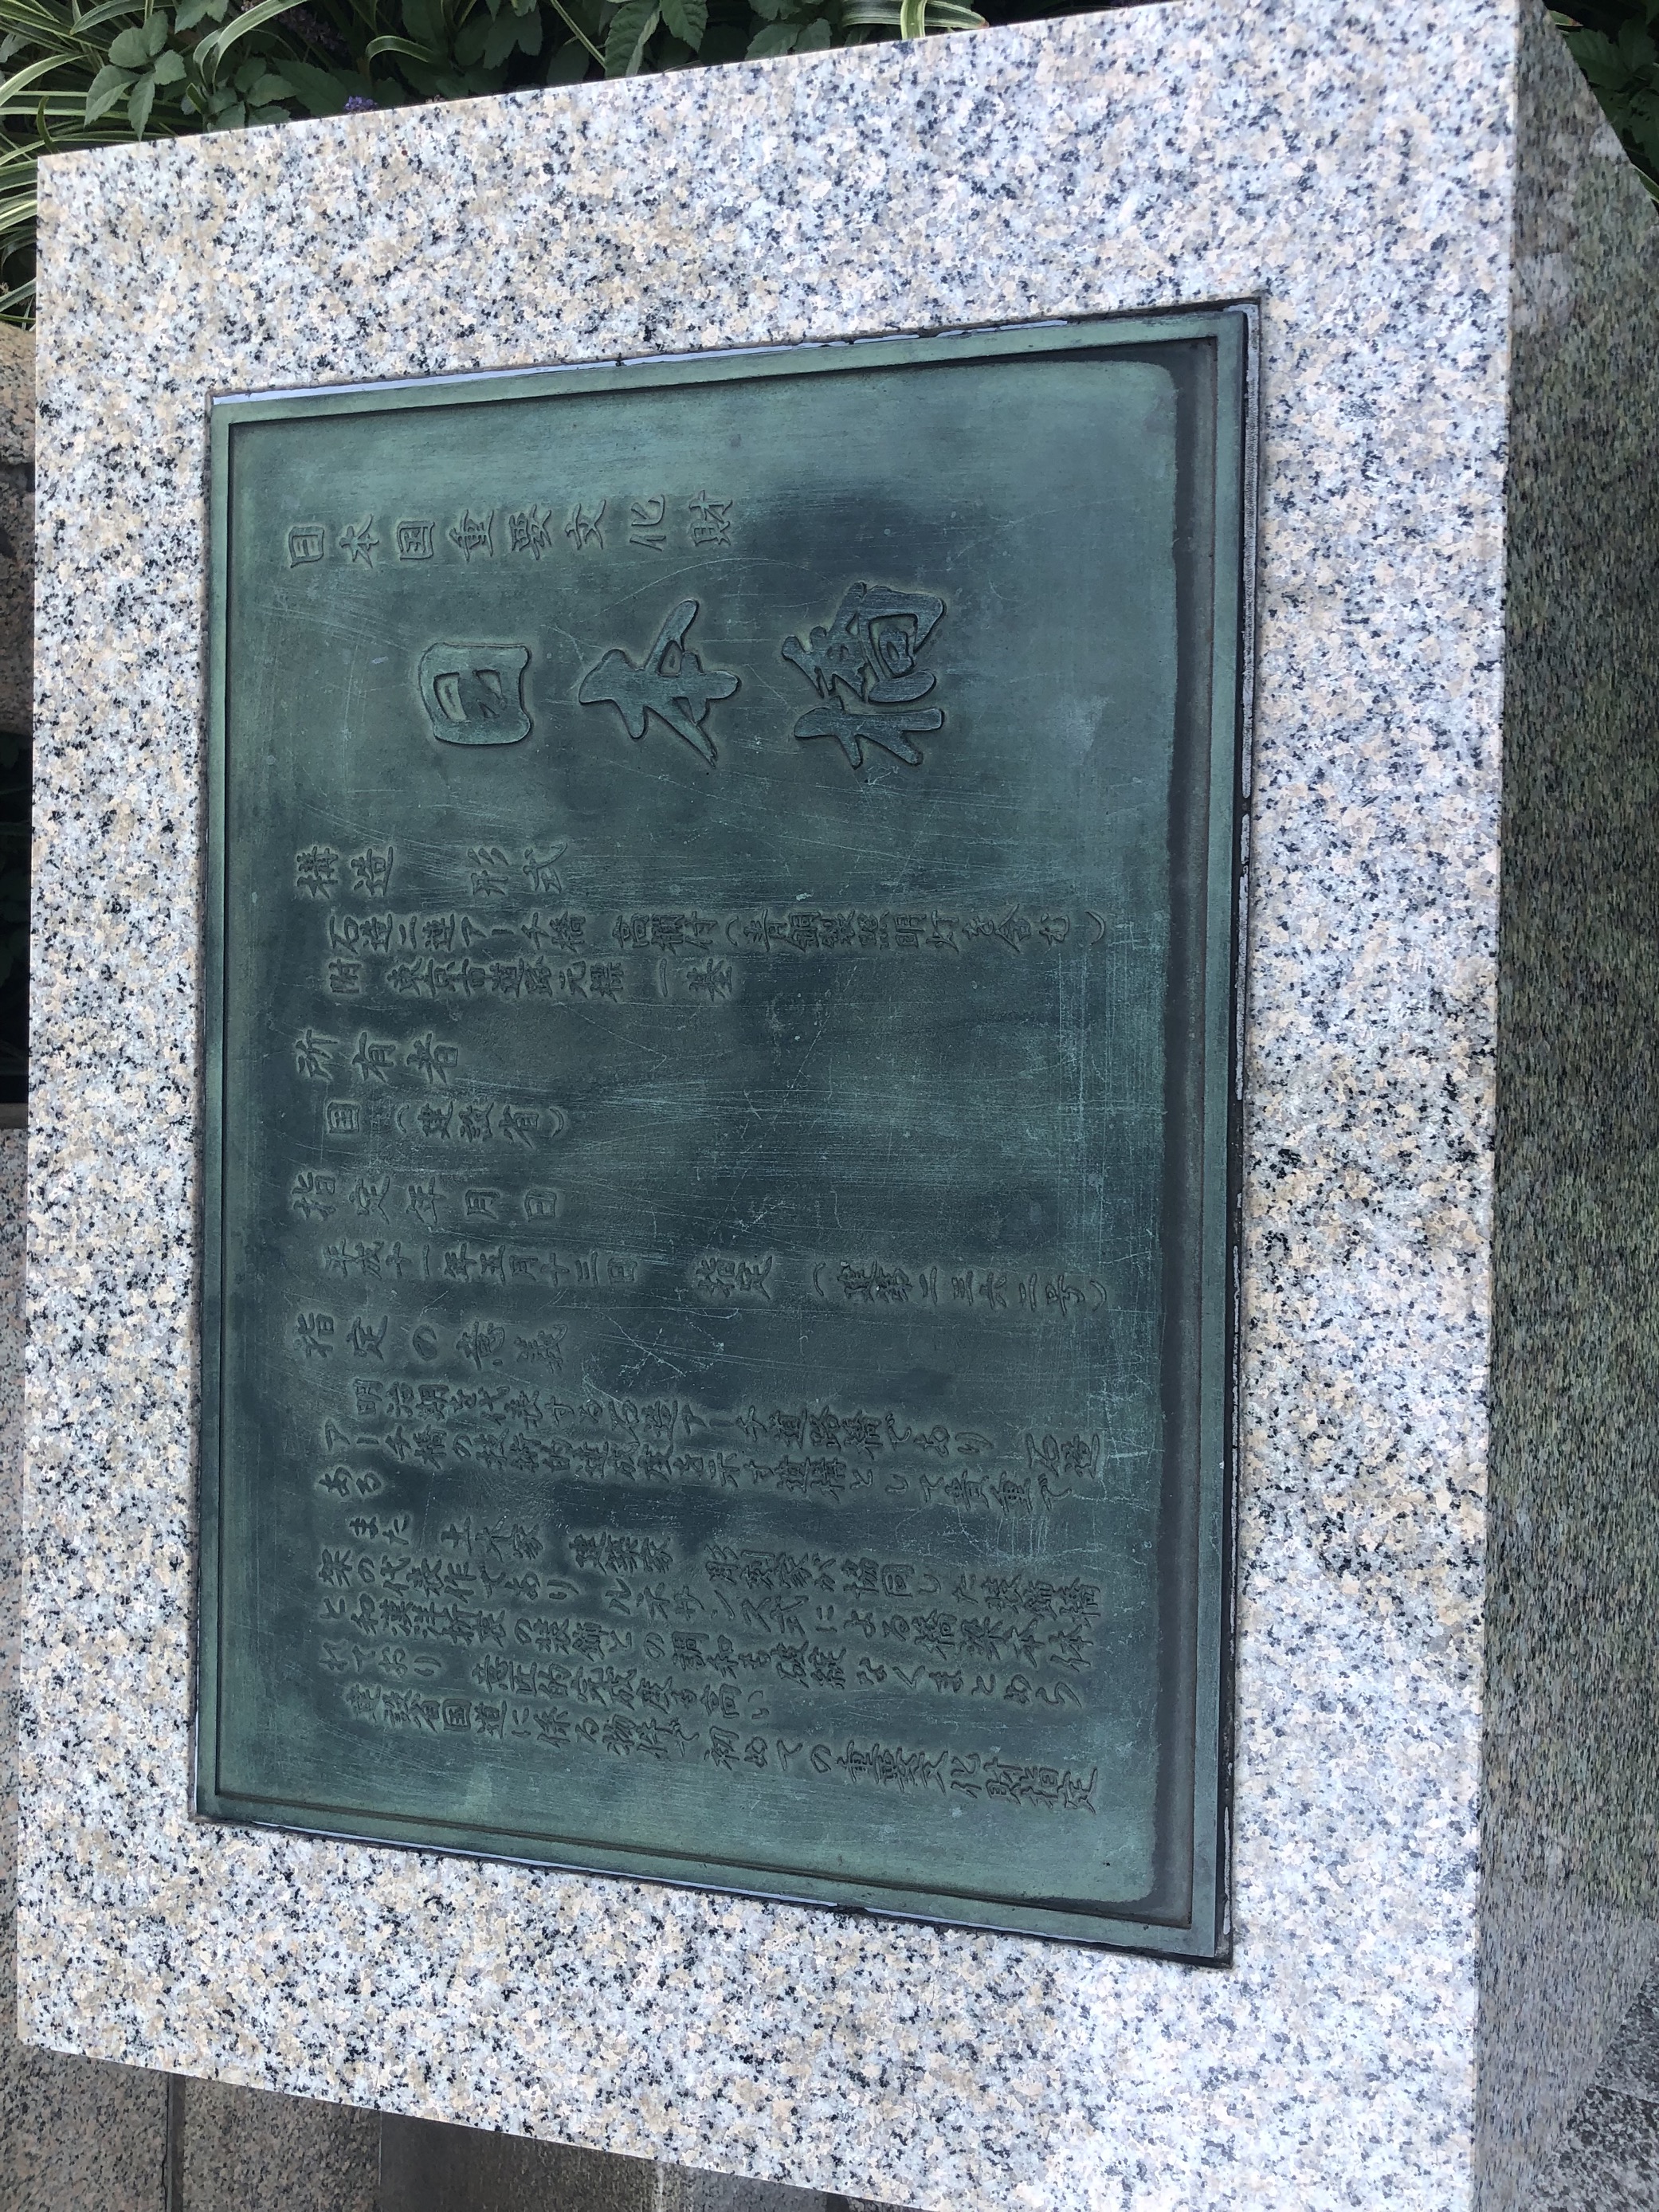 日本国重要文化財
日本橋
構造形式
石造二連アーチ橋 高欄付(青銅製照明灯を含む)
附 東京市道路元標 一基
所有者
国(建設省)
指定年月日
平成十一年五月十三日 指定 (建第二三六二号)
指定の意義
明治期を代表する石造アーチ道路橋であり 石造
アーチ橋の技術的達成度を示す遺構として貴重で
ある
また 土木家 建築家 彫刻家が協同した装飾橋
架の代表作であり ルネサンス式による橋梁本体
と和漢洋折衷の装飾との調和も破綻なくまとめら
れており 意匠的完成度も高い
建設省国道に係る物件で初めての重要文化財指定